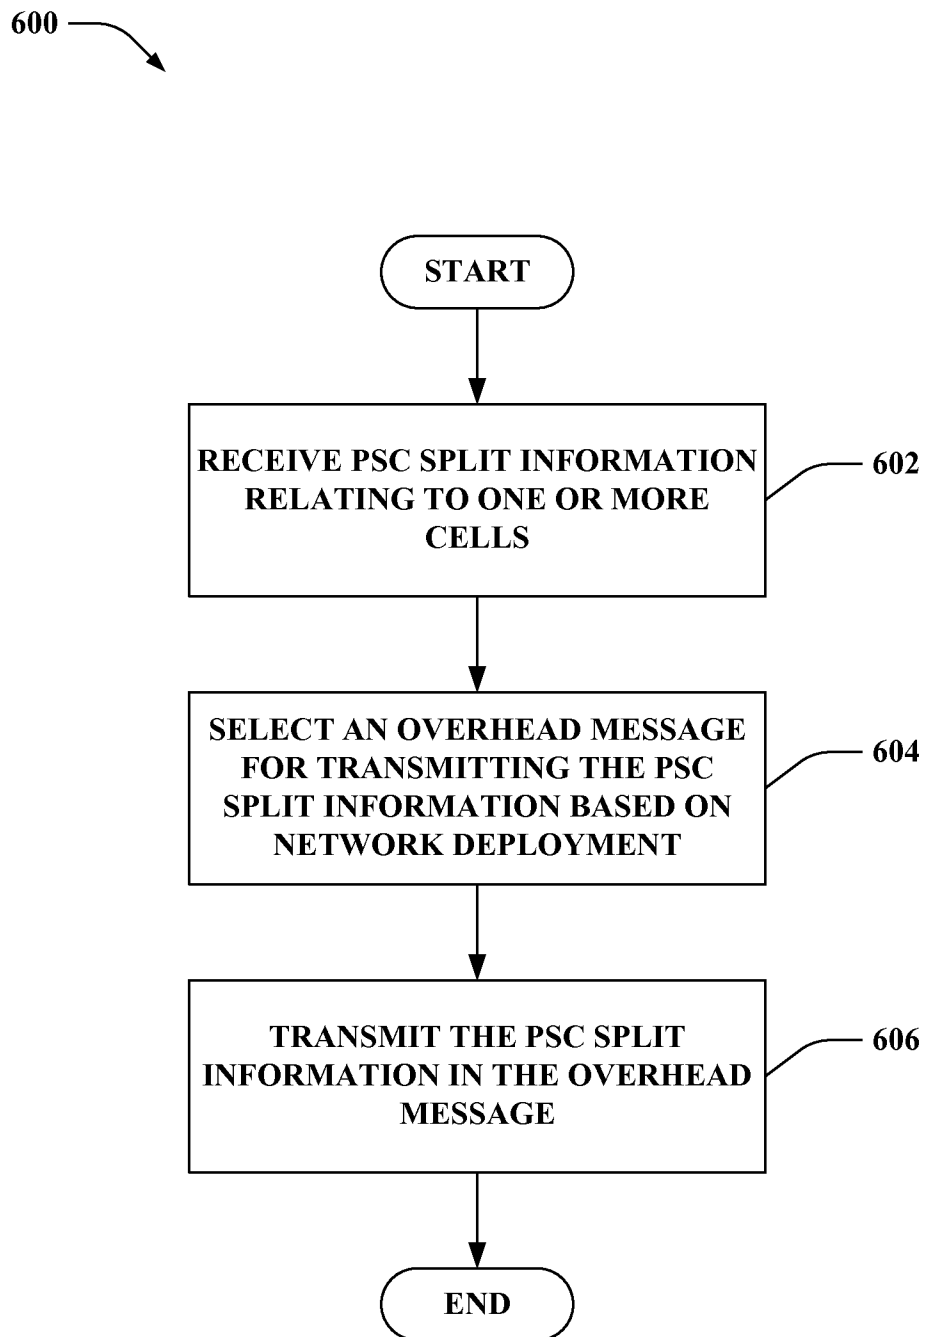 600
START
RECEIVE PSC SPLIT INFORMATION
RELATING TO ONE OR MORE
CELLS
602
SELECT AN OVERHEAD MESSAGE
FOR TRANSMITTING THE PSC
SPLIT INFORMATION BASED ON
NETWORK DEPLOYMENT
604
TRANSMIT THE PSC SPLIT
INFORMATION IN THE OVERHEAD
MESSAGE
606
END